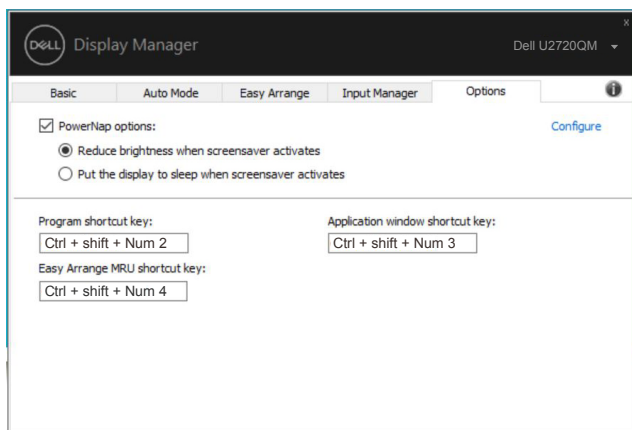 x
DELL Display Manager Dell U2720QM
Basic Auto Mode Easy Arrange Input Manager Options
PowerNap options: Configure
Reduce brightness when screensaver activates
Put the display to sleep when screensaver activates
Program shortcut key: Application window shortcut key:
Ctrl + shift + Num 2 Ctrl + shift + Num 3
Easy Arrange MRU shortcut key:
Ctrl + shift + Num 4